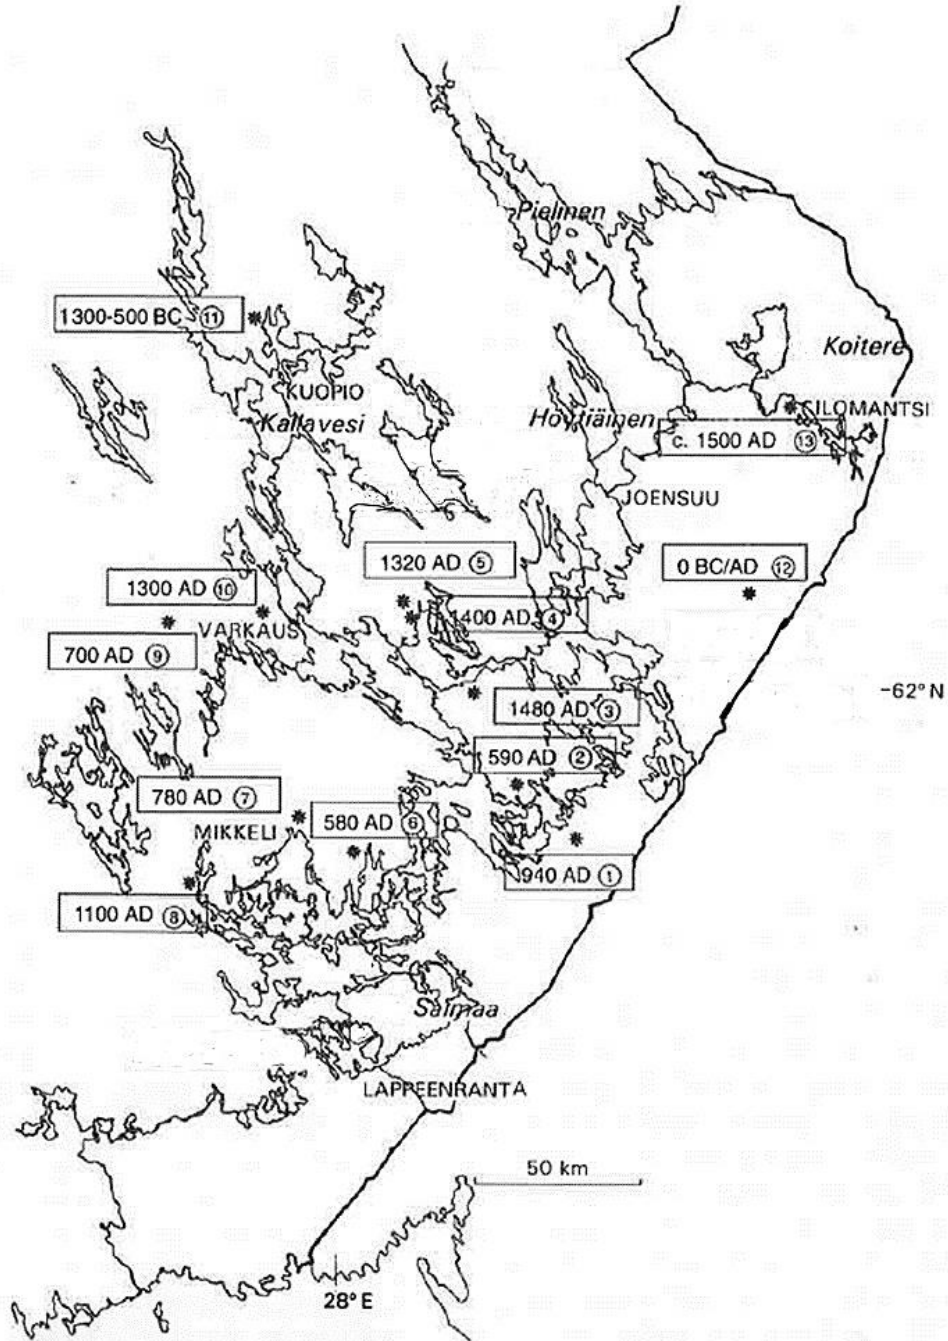 Pielinen
1300-500 BC 11
Koitere
KUOPIO
Kallavesi
Höytiäinen
ILOMANTSI
c. 1500 AD 13
JOENSUU
1320 AD 5
0 BC/AD 12
1300 AD 10
400 AD 4
VARKAUS
700 AD 9
-62° N
1480 AD 3
590 AD 2
780 AD 7
580 AD 6
MIKKELI
940 AD 1
1100 AD 8
Saimaa
LAPPEENRANTA
50 km
28° E